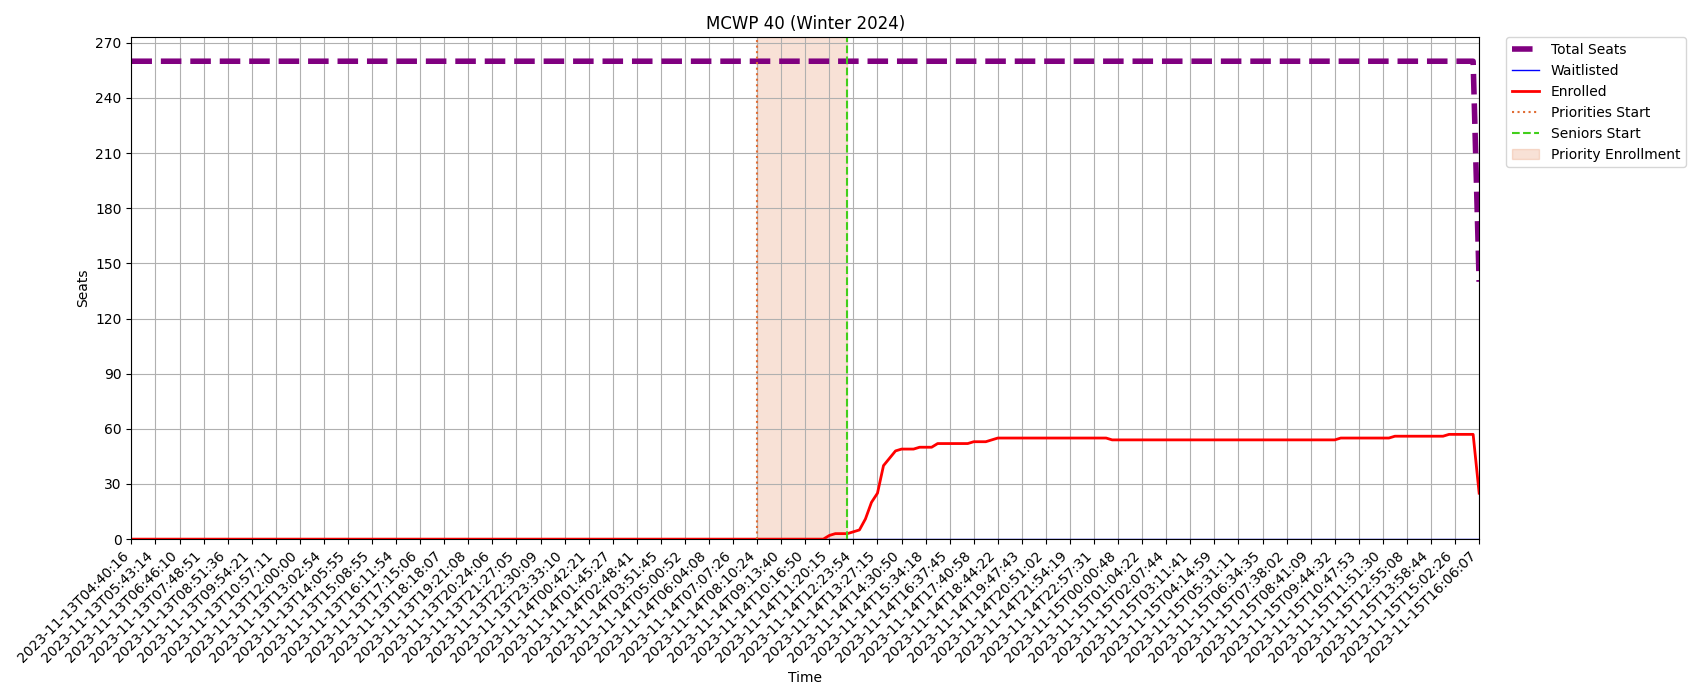 MCWP 40 (Winter 2024)
270
240
210
180
150
120
90
60
30
0
Seats
Total Seats
Waitlisted
Enrolled
Priorities Start
Seniors Start
Priority Enrollment
2023-11-13T04:40:16
2023-11-13T05:43:14
2023-11-13T06:46:10
2023-11-13T07:48:51
2023-11-13T08:51:36
2023-11-13T09:54:21
2023-11-13T10:57:11
2023-11-13T12:00:00
2023-11-13T13:02:54
2023-11-13T14:05:55
2023-11-13T15:08:55
2023-11-13T16:11:54
2023-11-13T17:15:06
2023-11-13T18:18:07
2023-11-13T19:21:08
2023-11-13T20:24:06
2023-11-13T21:27:05
2023-11-13T22:30:09
2023-11-13T23:33:10
2023-11-14T00:42:21
2023-11-14T01:45:27
2023-11-14T02:48:41
2023-11-14T03:51:45
2023-11-14T05:00:52
2023-11-14T06:04:08
2023-11-14T07:07:26
2023-11-14T08:10:24
2023-11-14T09:13:40
2023-11-14T10:16:50
2023-11-14T11:20:15
2023-11-14T12:23:54
2023-11-14T13:27:15
2023-11-14T14:30:50
2023-11-14T15:34:18
2023-11-14T16:37:45
2023-11-14T17:40:58
2023-11-14T18:44:22
2023-11-14T19:47:43
2023-11-14T20:51:02
2023-11-14T21:54:19
2023-11-14T22:57:31
2023-11-15T00:00:48
2023-11-15T01:04:22
2023-11-15T02:07:44
2023-11-15T03:11:41
2023-11-15T04:14:59
2023-11-15T05:31:11
2023-11-15T06:34:35
2023-11-15T07:38:02
2023-11-15T08:41:09
2023-11-15T09:44:32
2023-11-15T10:47:53
2023-11-15T11:51:30
2023-11-15T12:55:08
2023-11-15T13:58:44
2023-11-15T15:02:26
2023-11-15T16:06:07
Time